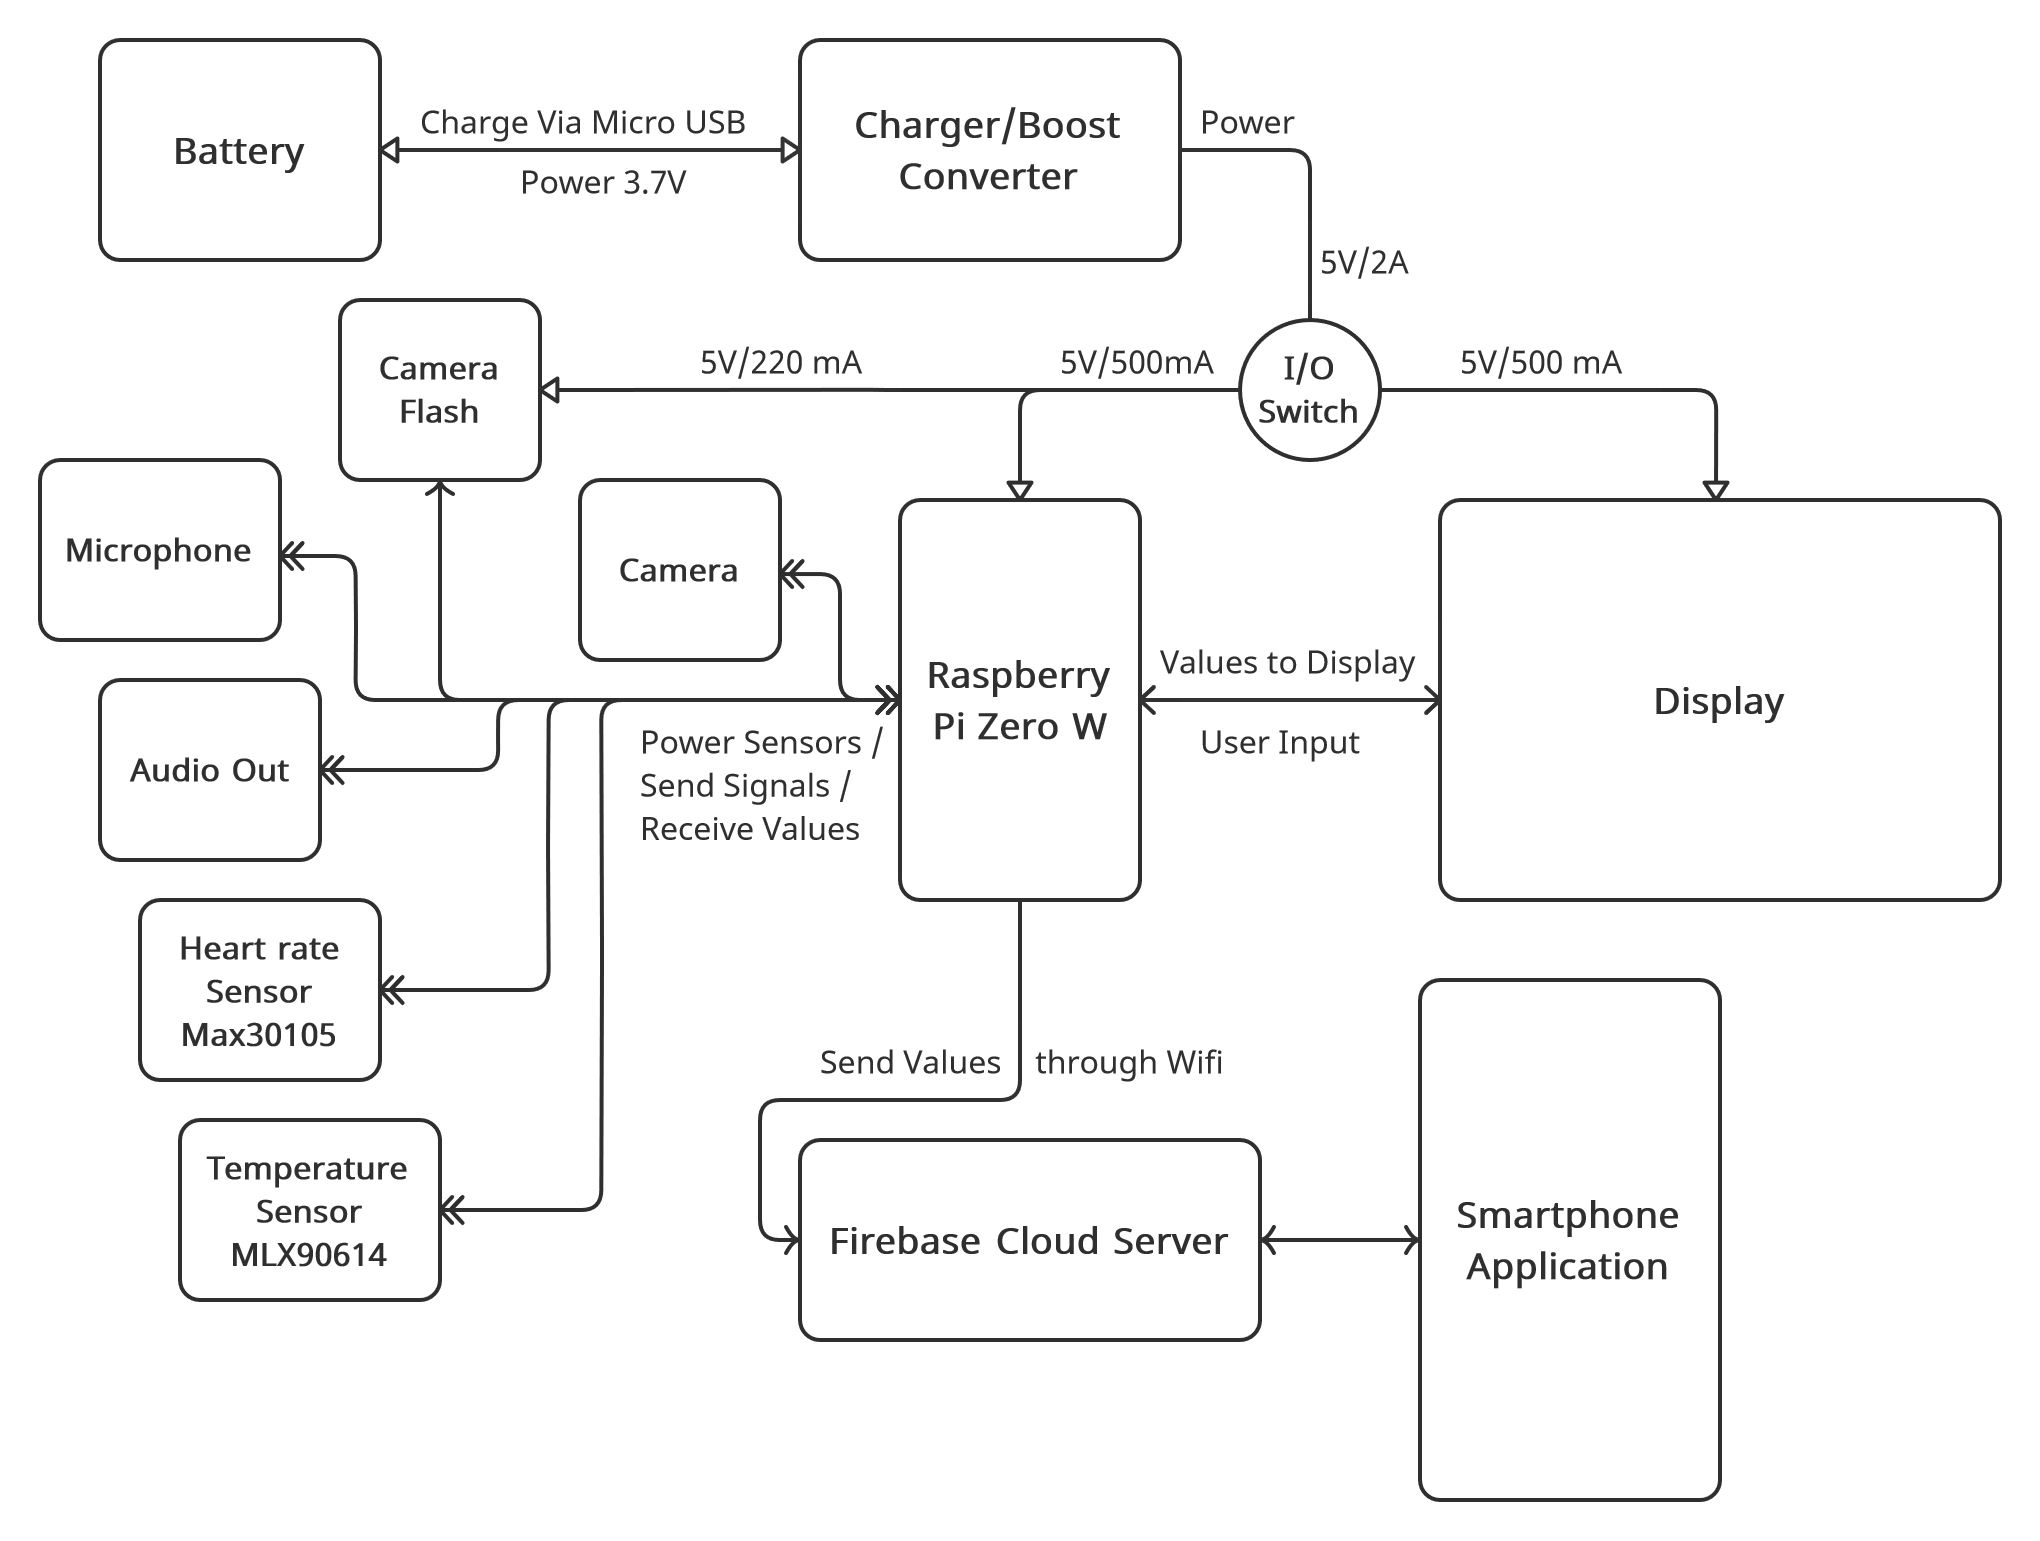 Battery
Charge Via Micro USB
Power 3.7V
Charger/Boost
Converter
Power
5V/2A
Camera
Flash
5V/220 mA
5V/500mA
I/O
Switch
5V/500 mA
Microphone
Camera
Audio Out
Power Sensors /
Send Signals /
Receive Values
Raspberry
Pi Zero W
Values to Display
User Input
Display
Heart rate
Sensor
Max30105
Temperature
Sensor
MLX90614
Send Values through Wifi
Firebase Cloud Server
Smartphone
Application